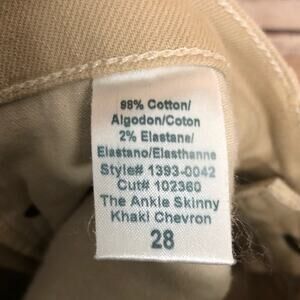 98% Cotton/
Algodon/Coton
2% Elastane/
Elastano/Elasthanne
Style# 1393-0042
Cut# 102360
The Ankle Skinny
Khaki Chevron
28